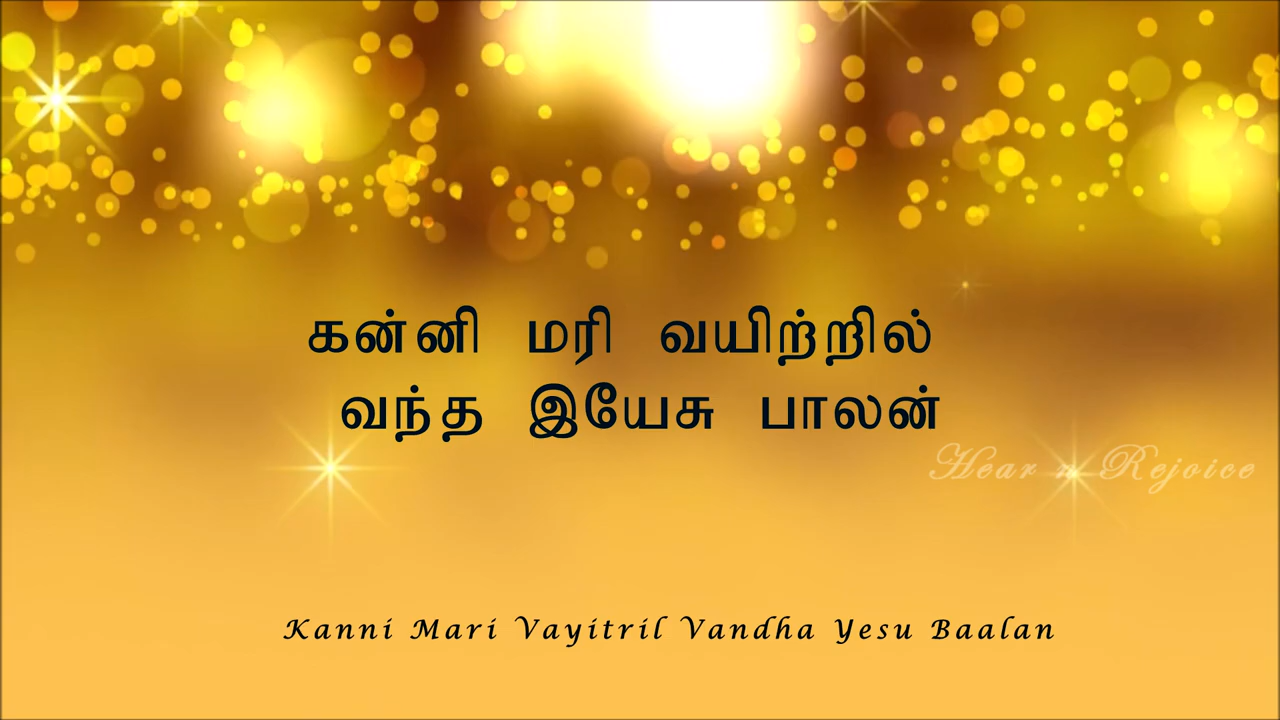 கன்னி மரி வயிற்றில்
வந்த இயேசு பாலன்
Hear n Rejoice
Kanni Mari Vayitril Vandha Yesu Baalan